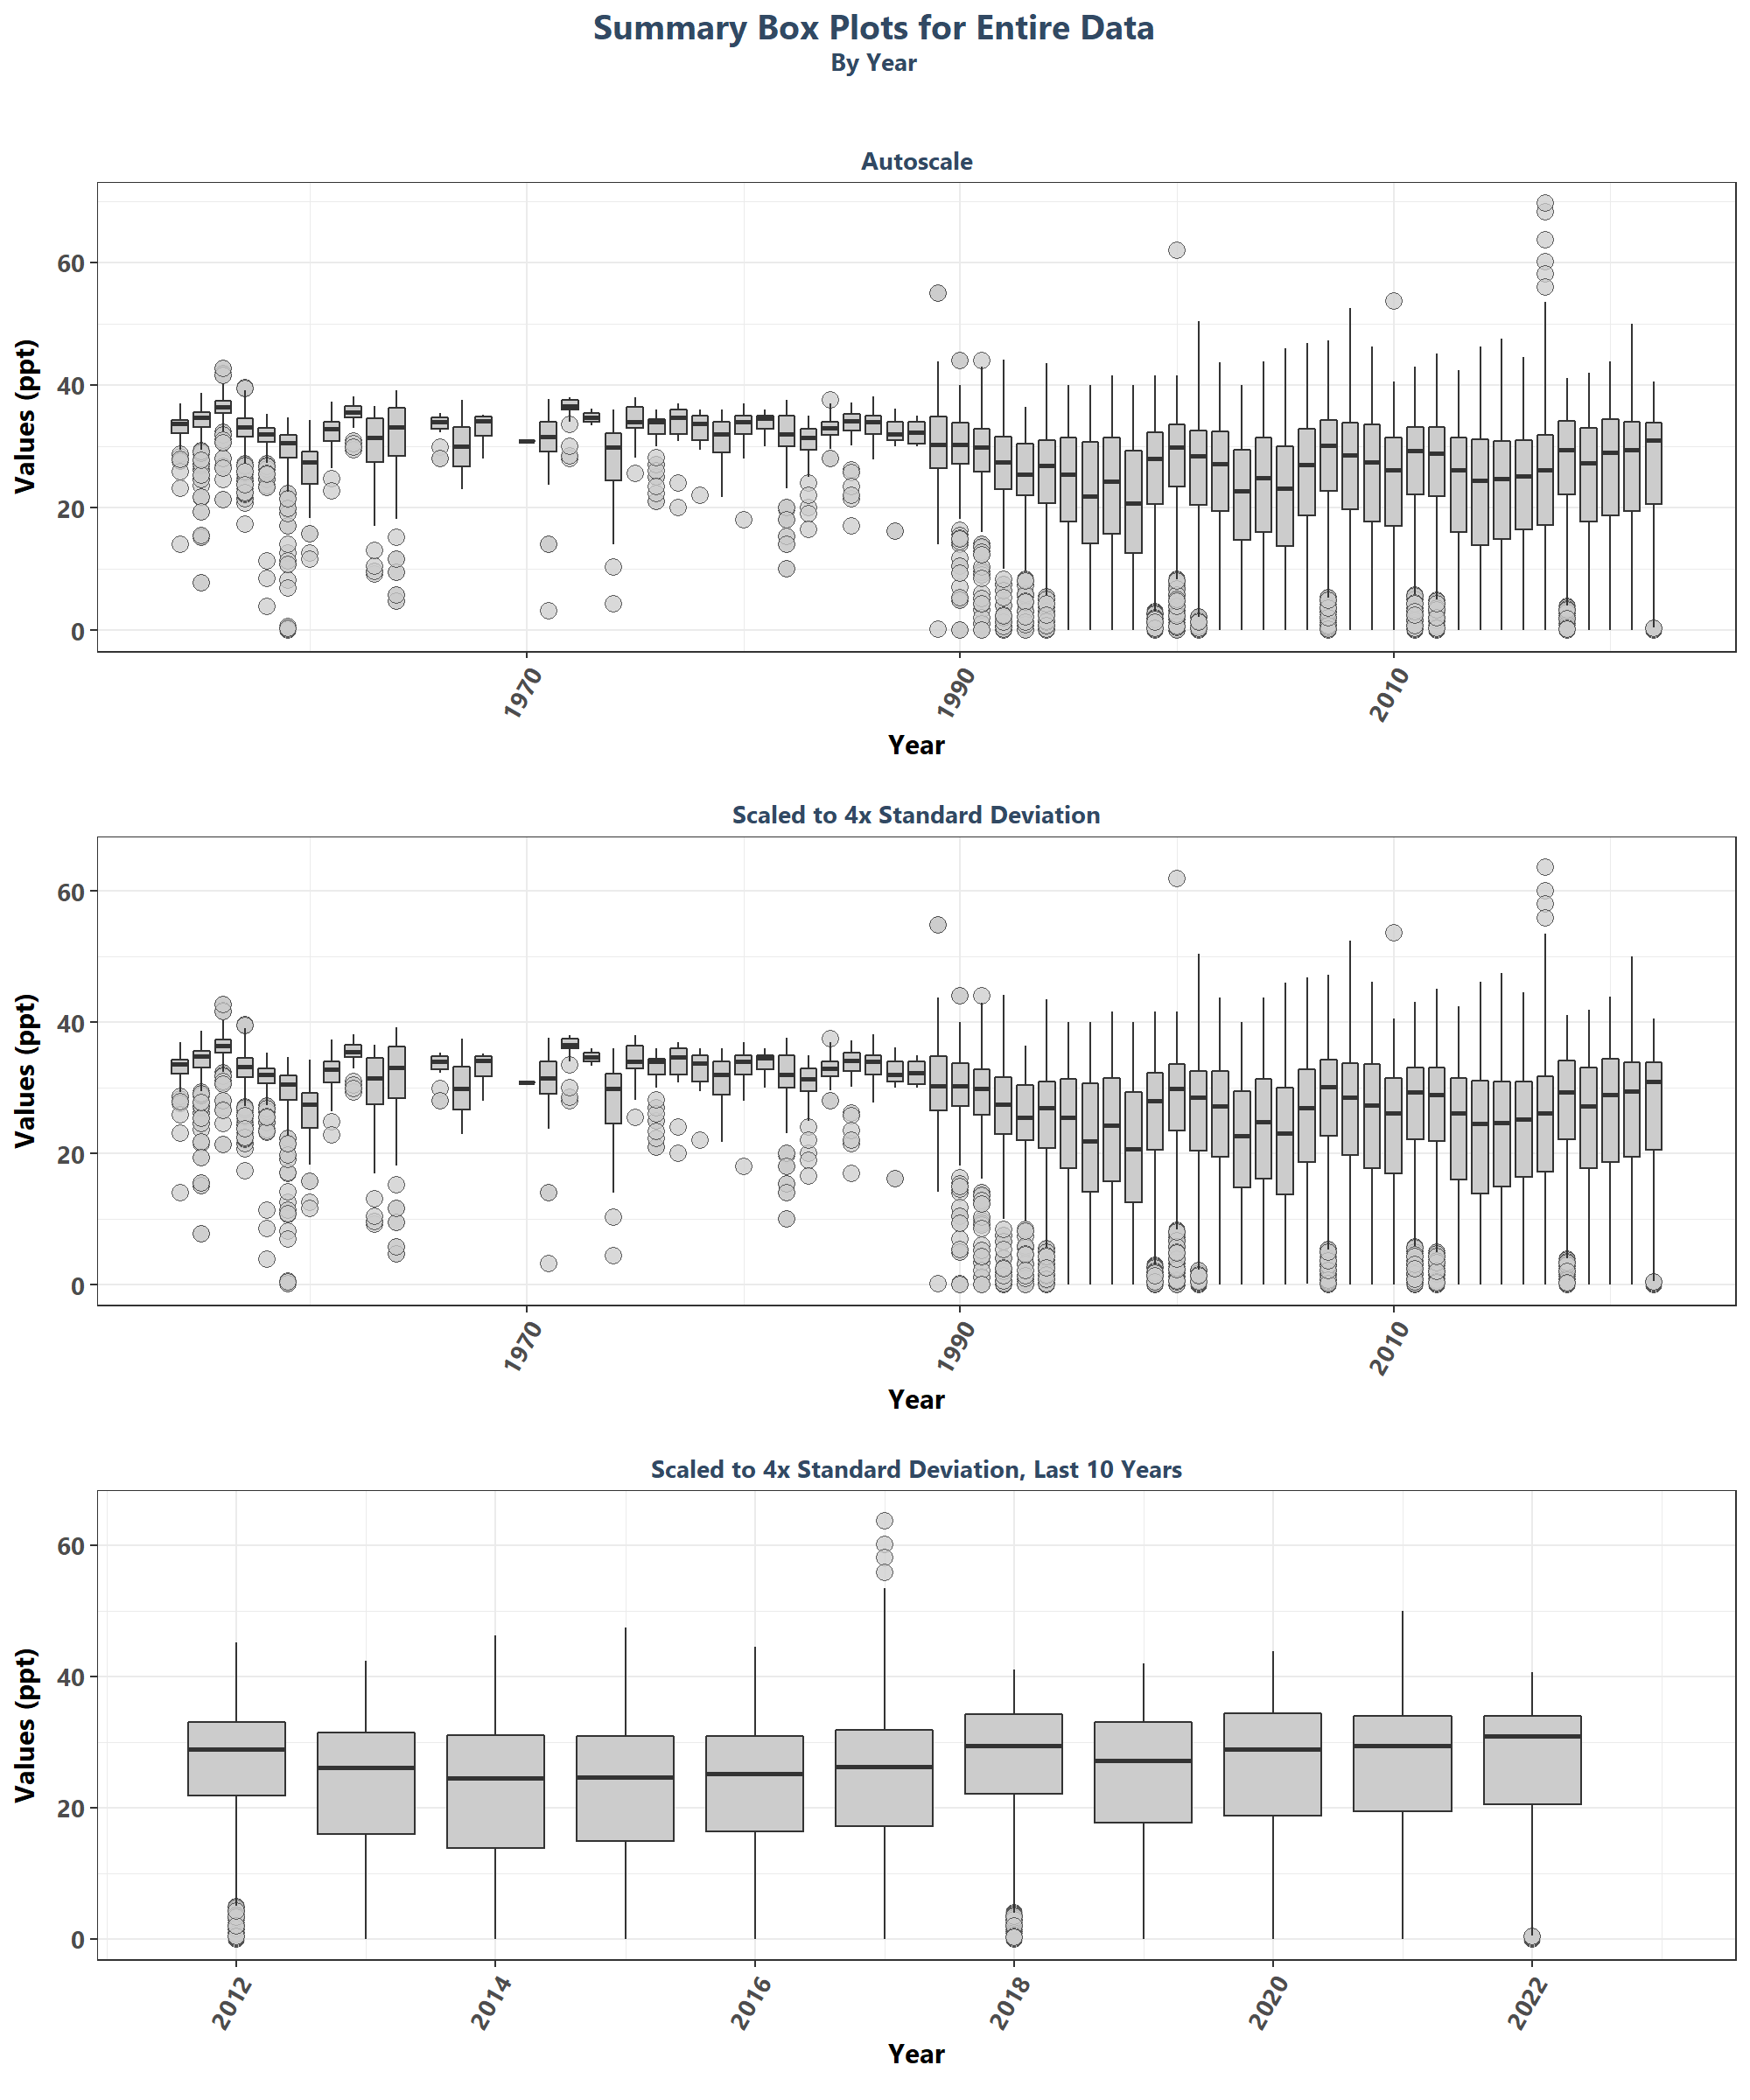 Summary Box Plots for Entire Data
By Year
Autoscale
Values (ppt)
60
40
20
0
1970
1990
2010
Year
Scaled to 4x Standard Deviation
Values (ppt)
60
40
20
0
1970
1990
2010
Year
Scaled to 4x Standard Deviation, Last 10 Years
Values (ppt)
60
40
20
0
2012
2014
2016
2018
2020
2022
Year